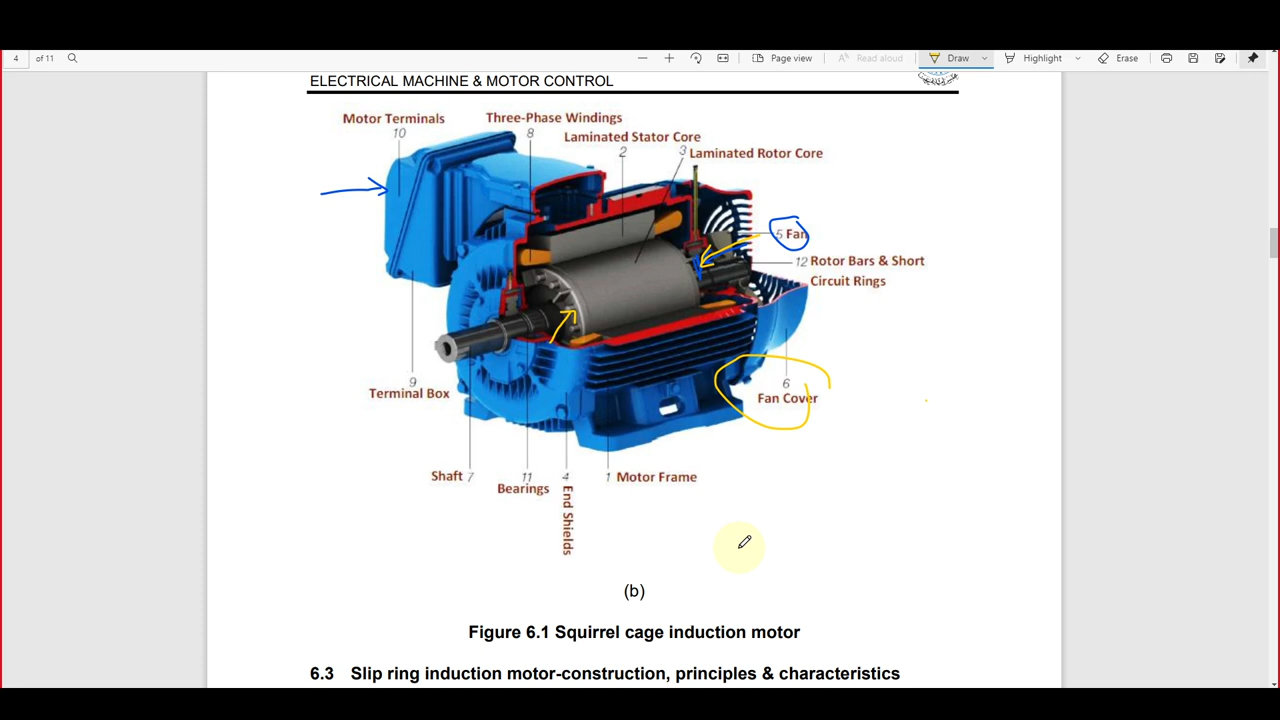 4 of 11
Page view
Read aloud
Draw
Highlight
Erase
ELECTRICAL MACHINE & MOTOR CONTROL
Motor Terminals
10
Three-Phase Windings
8
Laminated Stator Core
2
3 Laminated Rotor Core
5 Fan
12 Rotor Bars & Short
Circuit Rings
6
Fan Cover
9
Terminal Box
Shaft 7
11
Bearings
4
End Shields
1 Motor Frame
(b)
Figure 6.1 Squirrel cage induction motor
6.3 Slip ring induction motor-construction, principles & characteristics